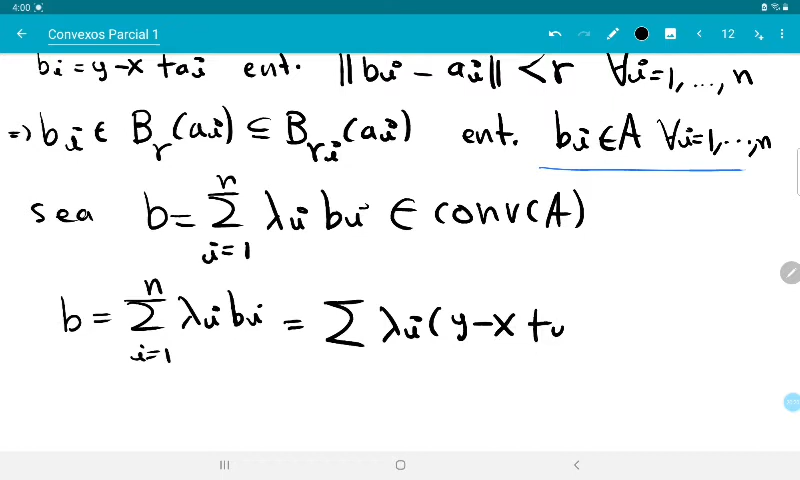 4:00
Convexos Parcial 1
12
bi = y-x + ai ent. ||bi - ai|| < r ∀i=1,...,n
=> bi ∈ Br(ai) ⊆ Bri(ai) ent. bi ∈ A ∀i=1,...,n
sea b = Σ_{i=1}^{n} λi bi ∈ conv(A)
b = Σ_{i=1}^{n} λi bi = Σ λi (y-x +